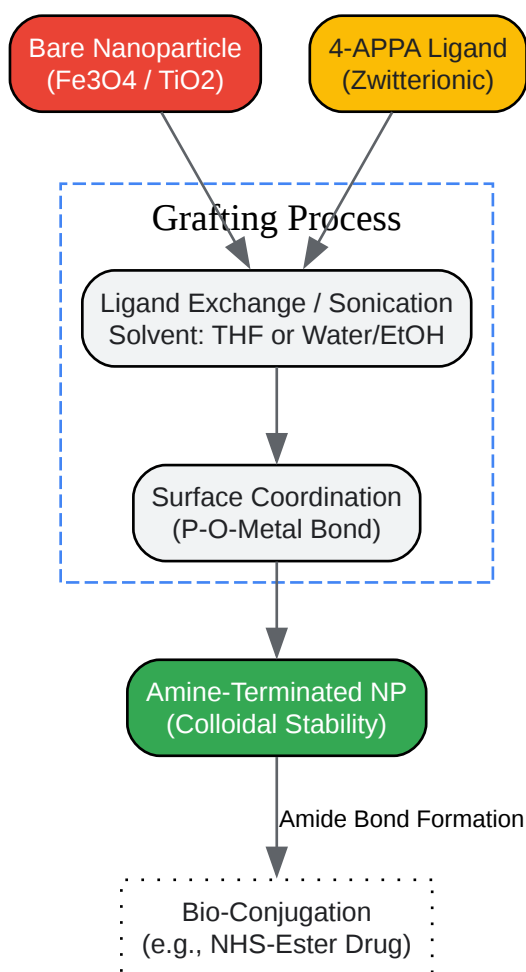 Bare Nanoparticle
(Fe3O4 / TiO2)
4-APPA Ligand
(Zwitterionic)
Grafting Process
Ligand Exchange / Sonication
Solvent: THF or Water/EtOH
Surface Coordination
(P-O-Metal Bond)
Amine-Terminated NP
(Colloidal Stability)
Amide Bond Formation
Bio-Conjugation
(e.g., NHS-Ester Drug)